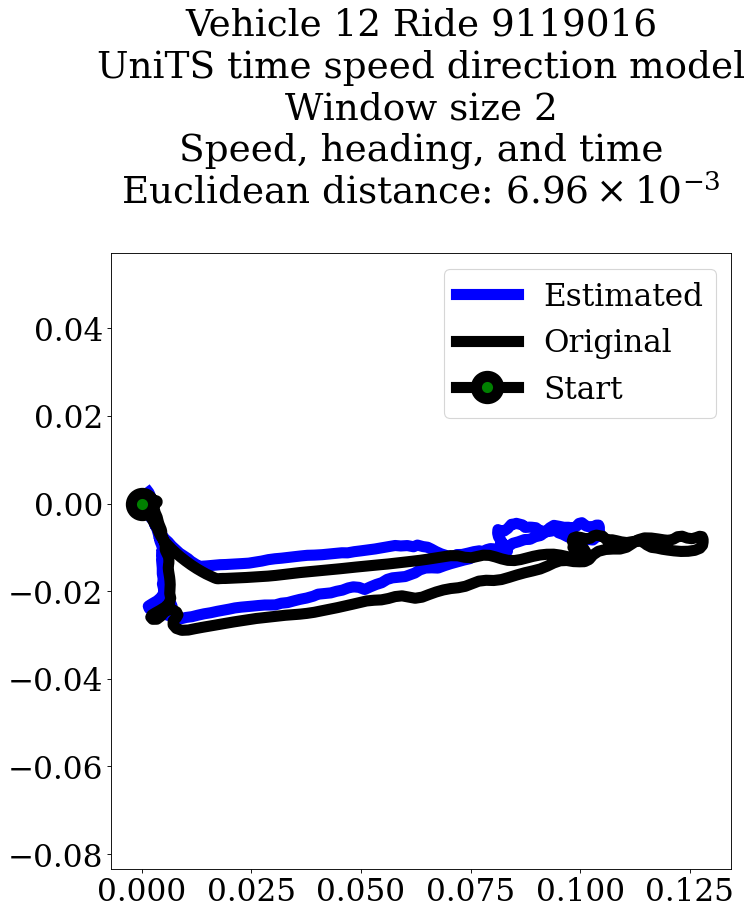 Vehicle 12 Ride 9119016
UniTS time speed direction model
Window size 2
Speed, heading, and time
Euclidean distance: 6.96 × 10⁻³
Estimated
Original
Start
0.04
0.02
0.00
−0.02
−0.04
−0.06
−0.08
0.000 0.025 0.050 0.075 0.100 0.125